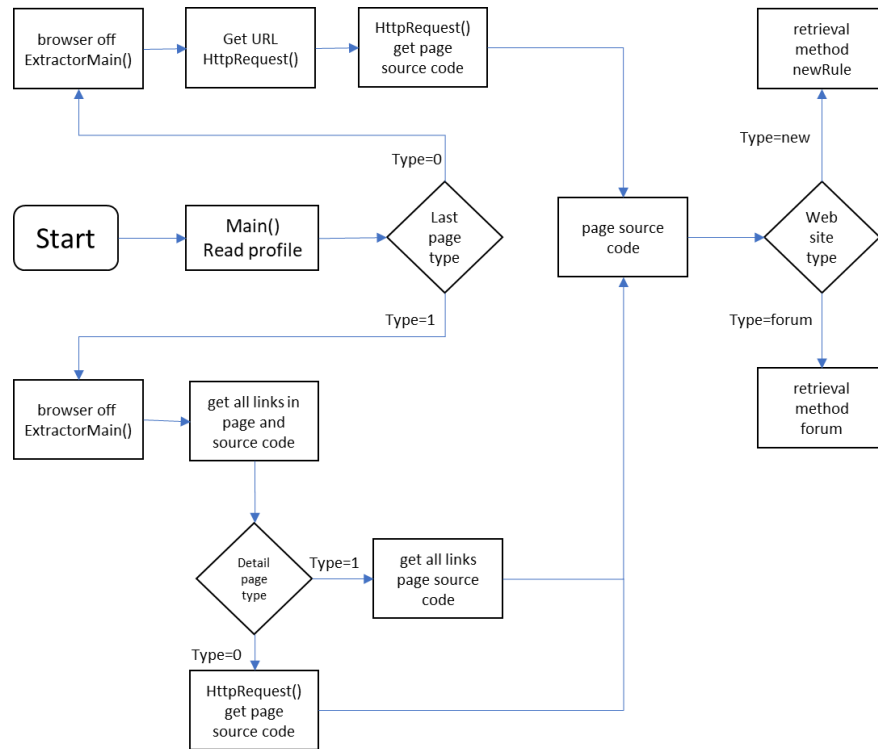 browser off
ExtractorMain()
Get URL
HttpRequest()
HttpRequest()
get page
source code
retrieval
method
newRule
Type=0
Type=new
Start
Main()
Read profile
Last
page
type
page source
code
Web
site
type
Type=1
Type=forum
browser off
ExtractorMain()
get all links in
page and
source code
retrieval
method
forum
Detail
page
type
Type=1
get all links
page source
code
Type=0
HttpRequest()
get page
source code